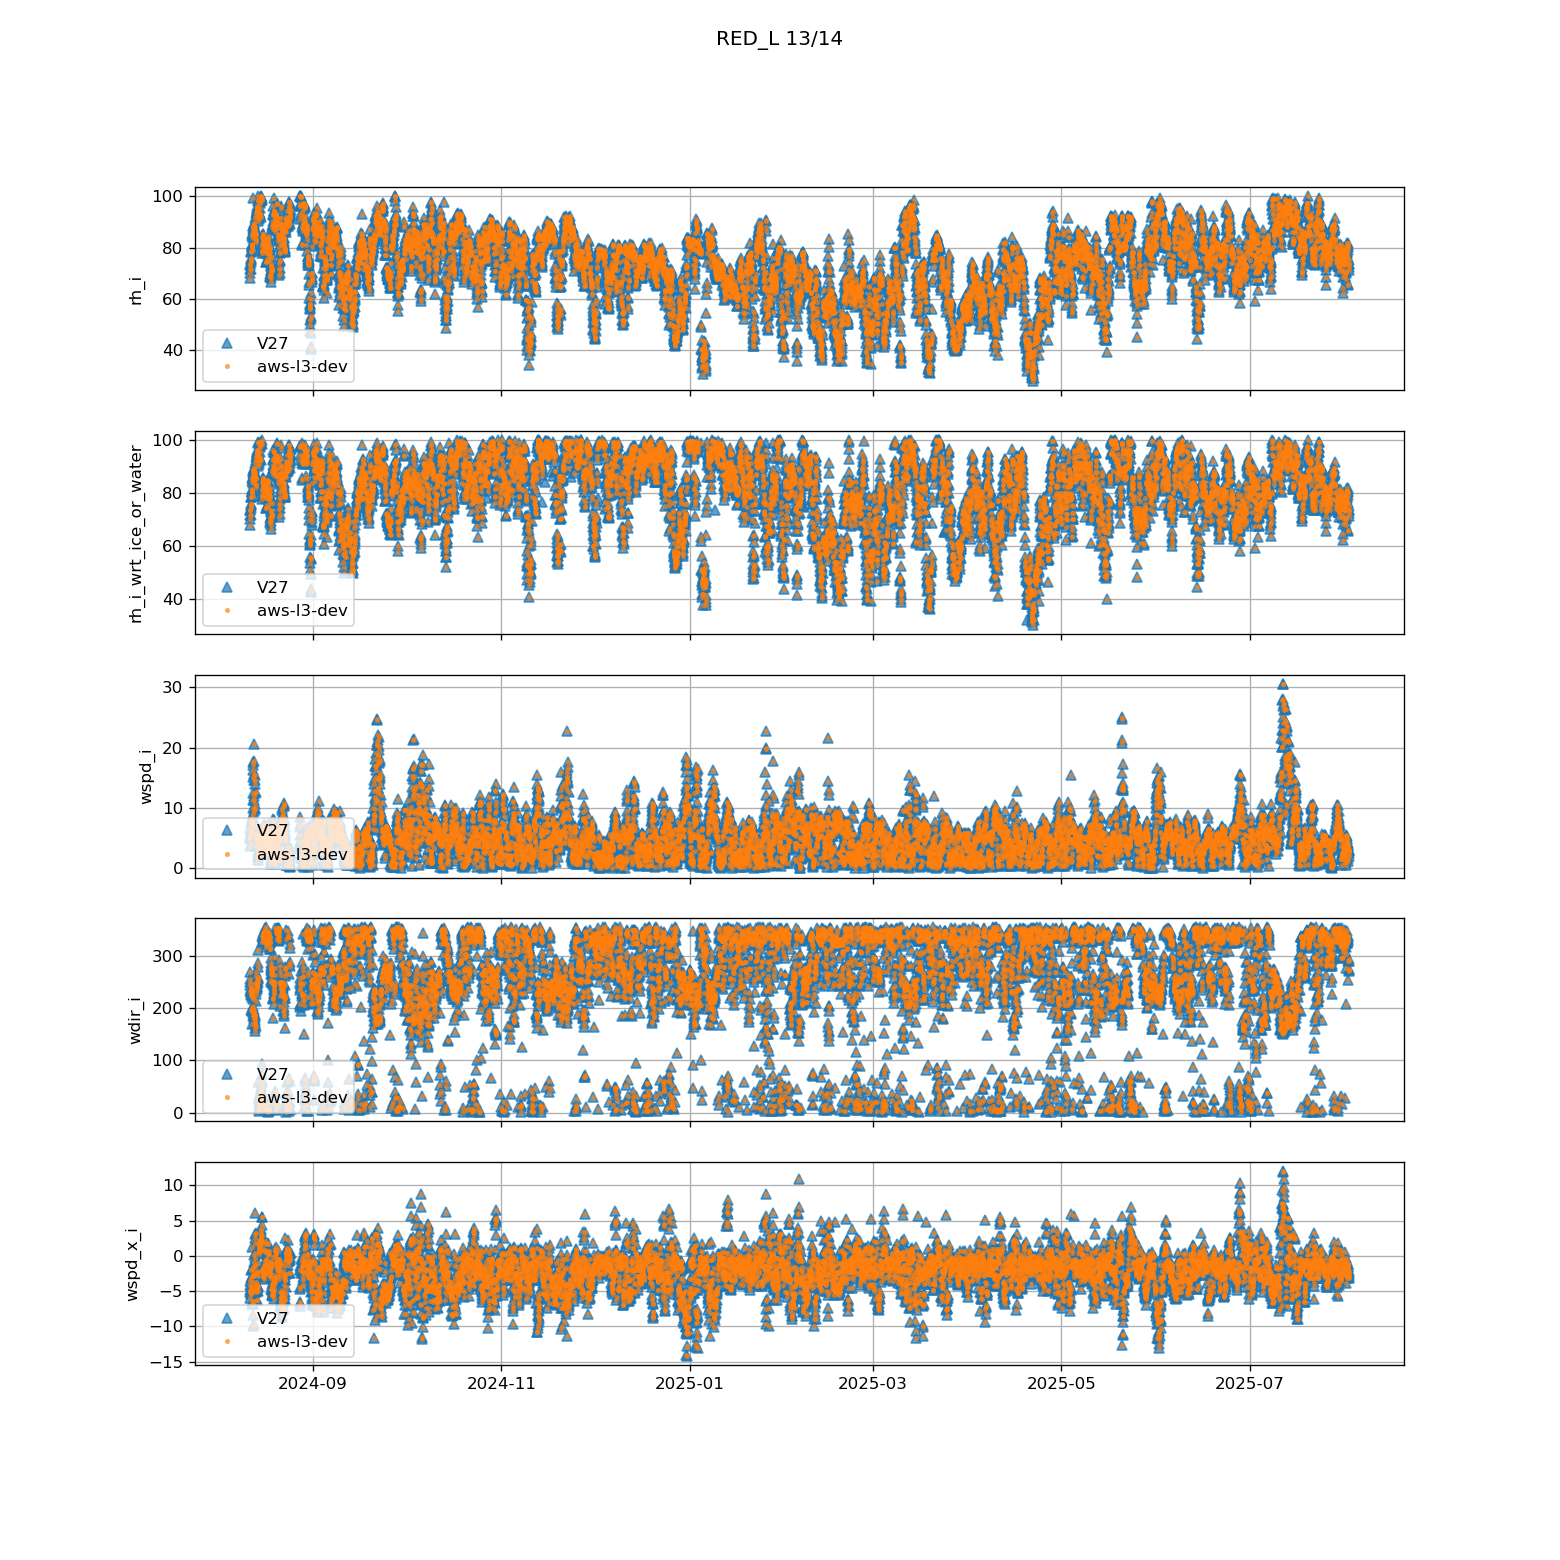 RED_L 13/14
100
80
60
40
rh_i
V27
aws-l3-dev
100
80
60
40
rh_i_wrt_ice_or_water
V27
aws-l3-dev
30
20
10
0
wspd_i
V27
aws-l3-dev
300
200
100
0
wdir_i
V27
aws-l3-dev
10
5
0
−5
−10
−15
wspd_x_i
V27
aws-l3-dev
2024-09 2024-11 2025-01 2025-03 2025-05 2025-07